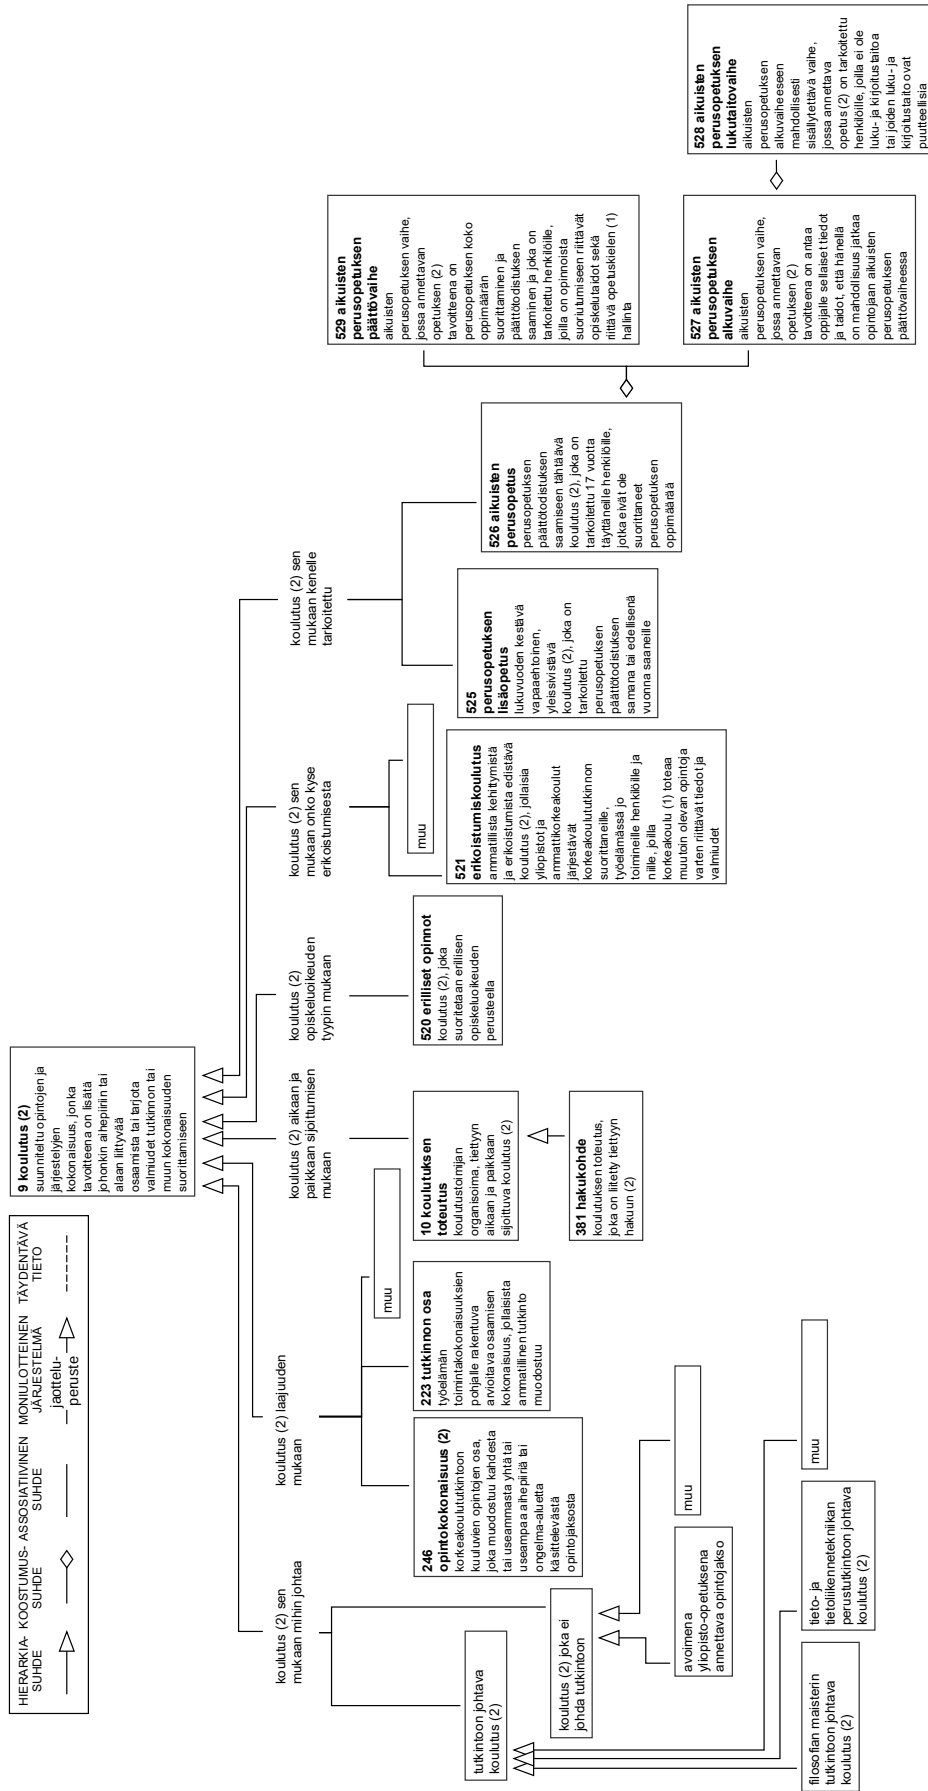 HIERARKIA-
SUHDE
KOOSTUMUS-
SUHDE
ASSOSIATIIVINEN
SUHDE
MONIULOTTEINEN
JÄRJESTELMÄ
jaottelu-
peruste
TÄYDENTÄVÄ
TIETO
9 koulutus (2)
suunniteltu opintojen ja
järjestelyjen
kokonaisuus, jonka
tavoitteena on lisätä
johonkin aihepiiriin tai
alaan liittyvää
osaamista tai tarjota
valmiudet tutkinnon tai
muun kokonaisuuden
suorittamiseen
koulutus (2) sen
mukaan mihin johtaa
koulutus (2) laajuuden
mukaan
koulutus (2) aikaan ja
paikkaan sijoittumisen
mukaan
koulutus (2)
opiskeluoikeuden
tyypin mukaan
koulutus (2) sen
mukaan onko kyse
erikoistumisesta
koulutus (2) sen
mukaan kenelle
tarkoitettu
tutkintoon johtava
koulutus (2)
koulutus (2) joka ei
johda tutkintoon
filosofian maisterin
tutkintoon johtava
koulutus (2)
tieto- ja
tietoliikennetekniikan
perustutkintoon johtava
koulutus (2)
muu
avoimena
yliopisto-opetuksena
annettava opintojakso
muu
246
opintokokonaisuus (2)
korkeakoulututkintoon
kuuluvien opintojen osa,
joka muodostuu kahdesta
tai useammasta yhtä tai
useampaa aihepiiriä tai
ongelma-aluetta
käsittelevästä
opintojaksosta
223 tutkinnon osa
työelämän
toimintakokonaisuuksien
pohjalle rakentuva
arvioitava osaamisen
kokonaisuus, jollaisista
ammatillinen tutkinto
muodostuu
muu
10 koulutuksen
toteutus
koulutustoimijan
organisoima, tiettyyn
aikaan ja paikkaan
sijoittuva koulutus (2)
381 hakukohde
koulutuksen toteutus,
joka on liitetty tiettyyn
hakuun (2)
520 erilliset opinnot
koulutus (2), joka
suoritetaan erillisen
opiskeluoikeuden
perusteella
521
erikoistumiskoulutus
ammatillista kehittymistä
ja erikoistumista edistävä
koulutus (2), jollaisia
yliopistot ja
ammattikorkeakoulut
järjestävät
korkeakoulututkinnon
suorittaneille,
työelämässä jo
toimineille henkilöille ja
niille, joilla
korkeakoulu (1) toteaa
muutoin olevan opintoja
varten riittävät tiedot ja
valmiudet
muu
525
perusopetuksen
lisäopetus
lukuvuoden kestävä
vapaaehtoinen,
yleissivistävä
koulutus (2), joka on
tarkoitettu
perusopetuksen
päättötodistuksen
samana tai edellisenä
vuonna saaneille
526 aikuisten
perusopetus
perusopetuksen
päättötodistuksen
saamiseen tähtäävä
koulutus (2), joka on
tarkoitettu 17 vuotta
täyttäneille henkilöille,
jotka eivät ole
suorittaneet
perusopetuksen
oppimäärää
529 aikuisten
perusopetuksen
päättövaihe
aikuisten
perusopetuksen vaihe,
jossa annettavan
opetuksen (2)
tavoitteena on
perusopetuksen koko
oppimäärän
suorittaminen ja
päättötodistuksen
saaminen ja joka on
tarkoitettu henkilöille,
joilla on opinnoista
suoriutumiseen riittävät
opiskelutaidot sekä
riittävä opetuskielen (1)
hallinta
527 aikuisten
perusopetuksen
alkuvaihe
aikuisten
perusopetuksen vaihe,
jossa annettavan
opetuksen (2)
tavoitteena on antaa
oppijalle sellaiset tiedot
ja taidot, että hänellä
on mahdollisuus jatkaa
opintojaan aikuisten
perusopetuksen
päättövaiheessa
528 aikuisten
perusopetuksen
lukutaitovaihe
aikuisten
perusopetuksen
alkuvaiheeseen
mahdollisesti
sisällytettävä vaihe,
jossa annettava
opetus (2) on tarkoitettu
henkilöille, joilla ei ole
luku- ja kirjoitustaitoa
tai joiden luku- ja
kirjoitustaito ovat
puutteellisia